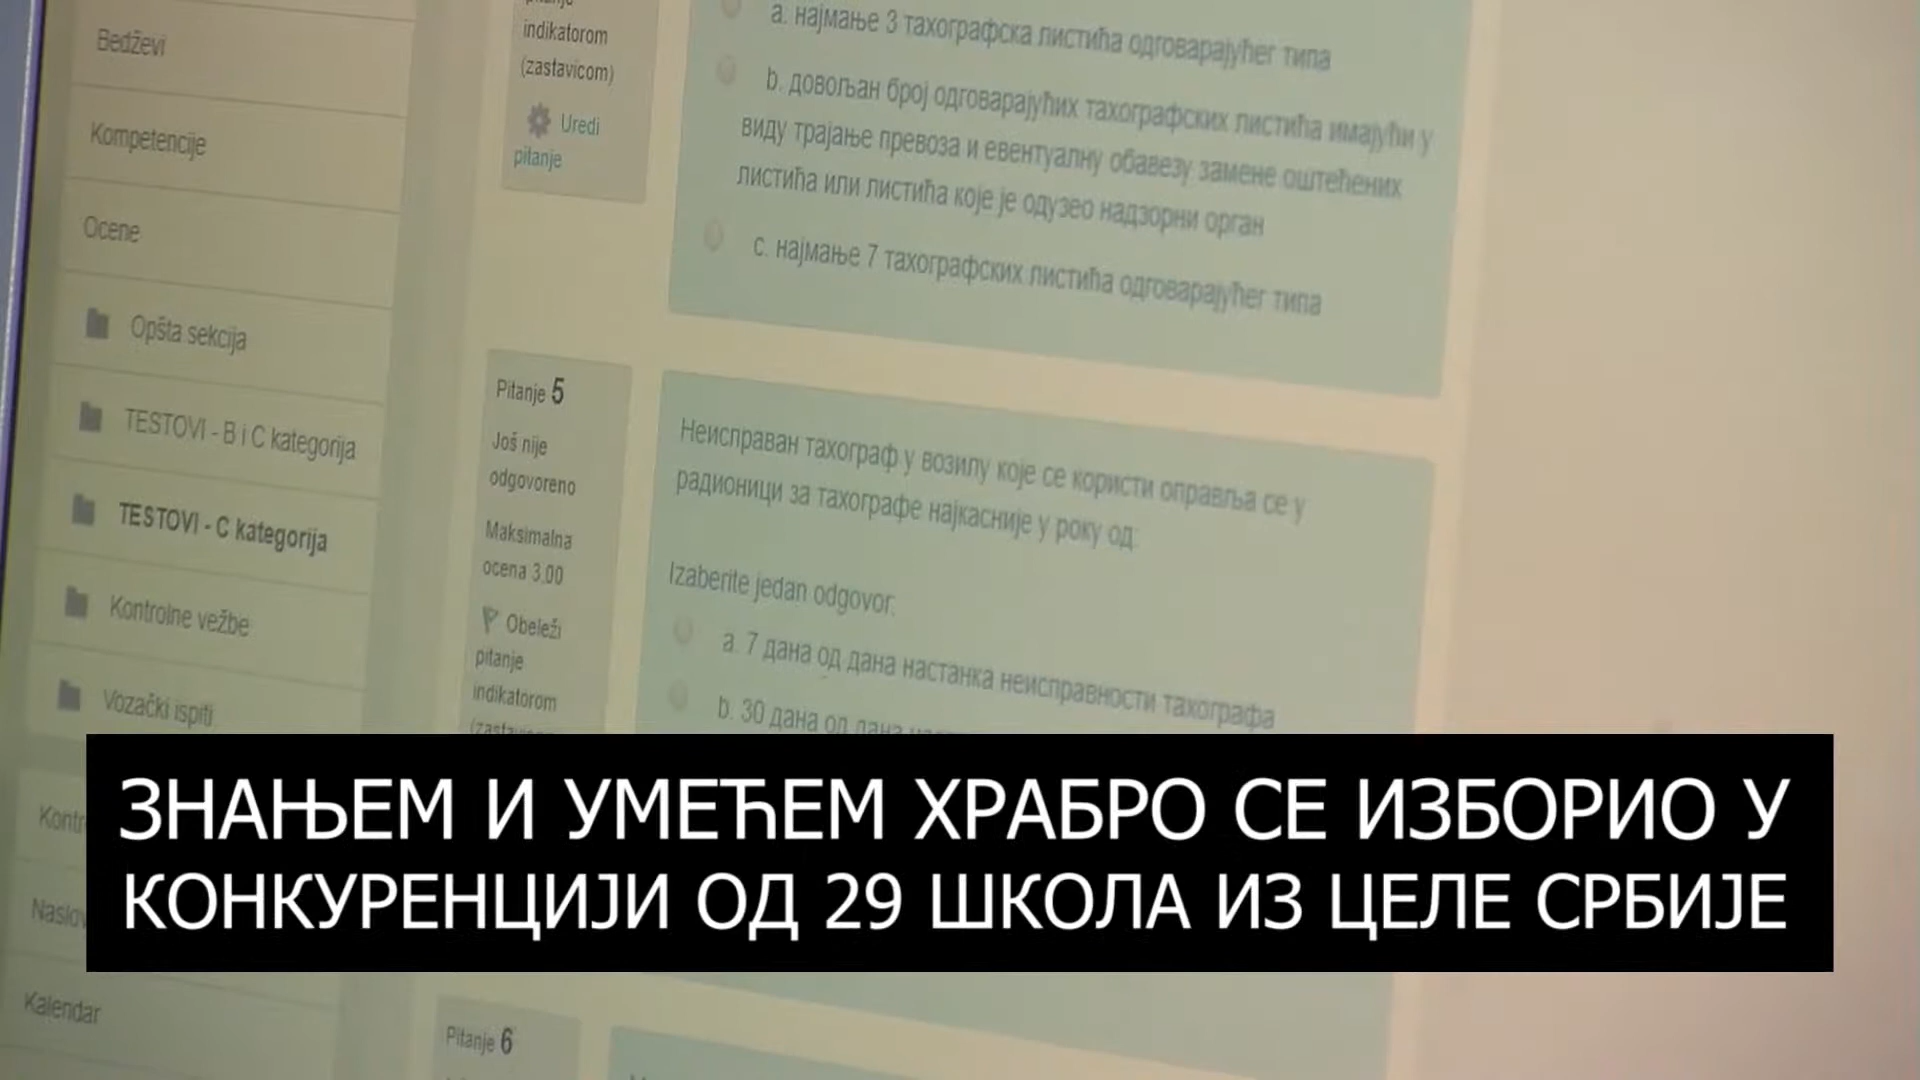 Bedževi
Kompetencije
Ocene
Opšta sekcija
TESTOVI - B i C kategorija
TESTOVI - C kategorija
Kontrolne vežbe
Vozački ispiti
Kalendar
indikatorom
(zastavicom)
Uredi
pitanje
a. најмање 3 тахографска листића одговарајућег типа
b. довољан број одговарајућих тахографских листића имајући у
виду трајање превоза и евентуалну обавезу замене оштећених
листића или листића које је одузео надзорни орган
c. најмање 7 тахографских листића одговарајућег типа
Pitanje 5
Još nije
odgovoreno
Maksimalna
ocena 3,00
Obeleži
pitanje
indikatorom
Неисправан тахограф у возилу које се користи оправља се у
радионици за тахографе најкасније у року од:
Izaberite jedan odgovor:
a. 7 дана од дана настанка неисправности тахографа
b. 30 дана од дана
Pitanje 6
ЗНАЊЕМ И УМЕЋЕМ ХРАБРО СЕ ИЗБОРИО У
КОНКУРЕНЦИЈИ ОД 29 ШКОЛА ИЗ ЦЕЛЕ СРБИЈЕ